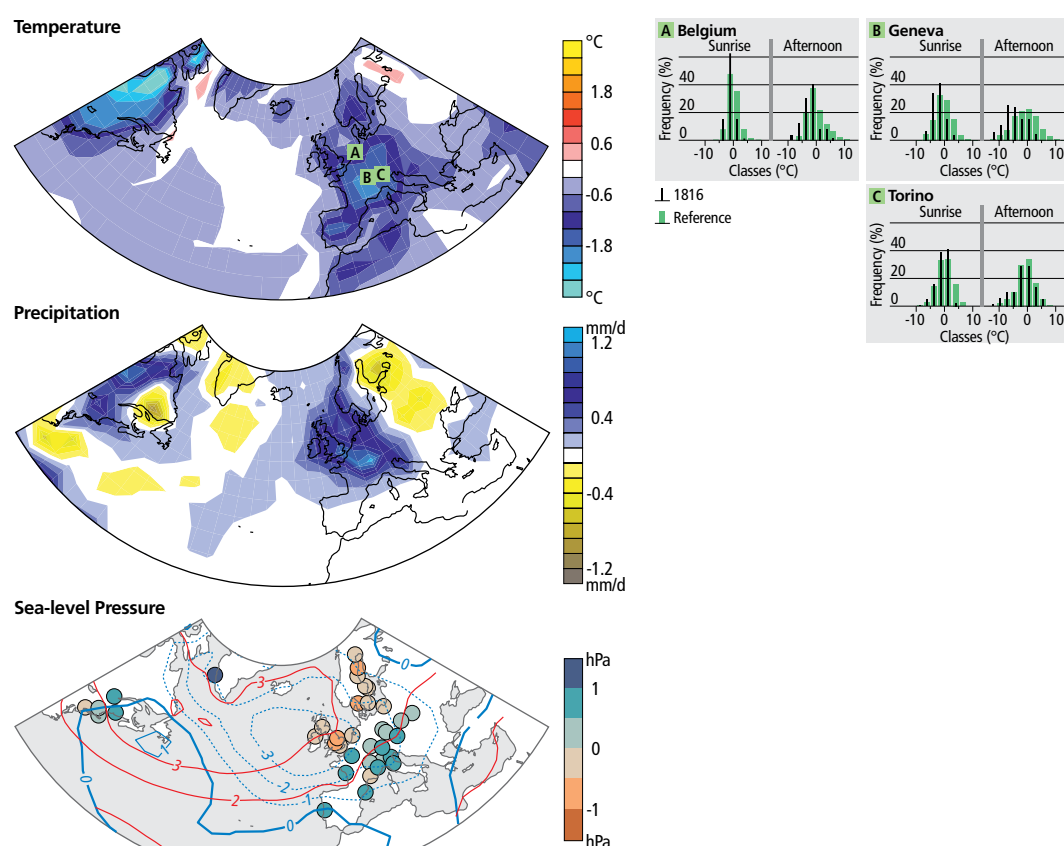 Temperature
°C
1.8
0.6
-0.6
-1.8
°C
A
B C
A Belgium
Sunrise Afternoon
Frequency (%)
40
20
0
-10 0 10 -10 0 10
Classes (°C)
1816
Reference
B Geneva
Sunrise Afternoon
Frequency (%)
40
20
0
-10 0 10 -10 0 10
Classes (°C)
C Torino
Sunrise Afternoon
Frequency (%)
40
20
0
-10 0 10 -10 0 10
Classes (°C)
Precipitation
mm/d
1.2
0.4
-0.4
-1.2
mm/d
Sea-level Pressure
hPa
1
0
-1
hPa
0
3
3
2
-3
-2
-1
0
0